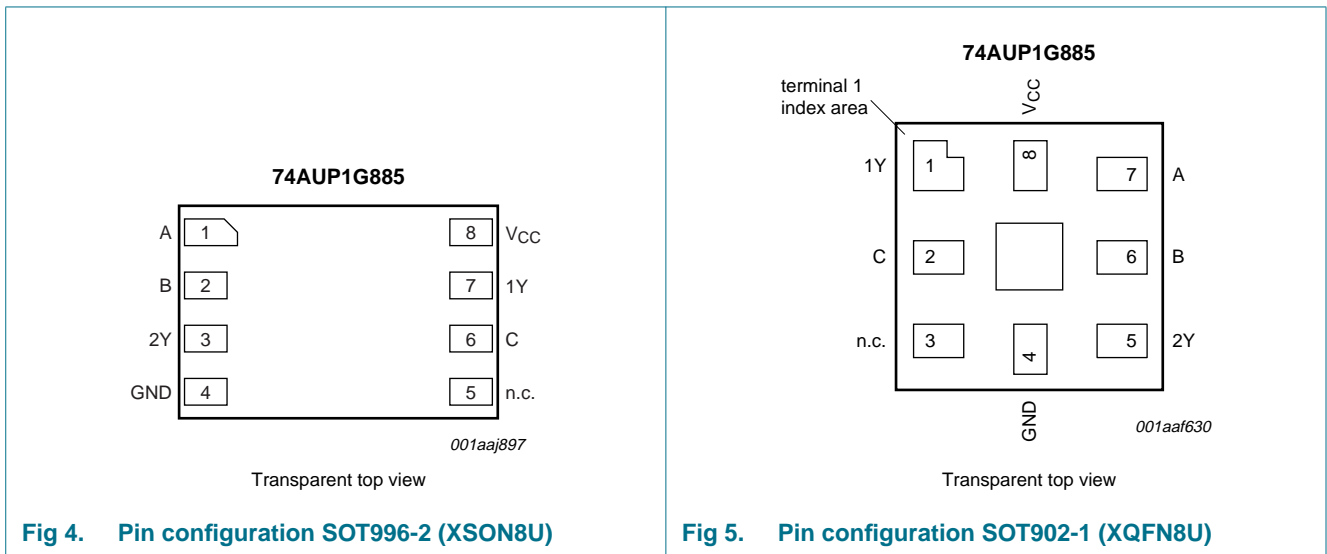 74AUP1G885
A 1 8 VCC
B 2 7 1Y
2Y 3 6 C
GND 4 5 n.c.
001aaj897
Transparent top view
Fig 4. Pin configuration SOT996-2 (XSON8U)
74AUP1G885
terminal 1
index area
VCC
1Y 1 8 7 A
C 2 6 B
n.c. 3 4 5 2Y
GND
001aaf630
Transparent top view
Fig 5. Pin configuration SOT902-1 (XQFN8U)